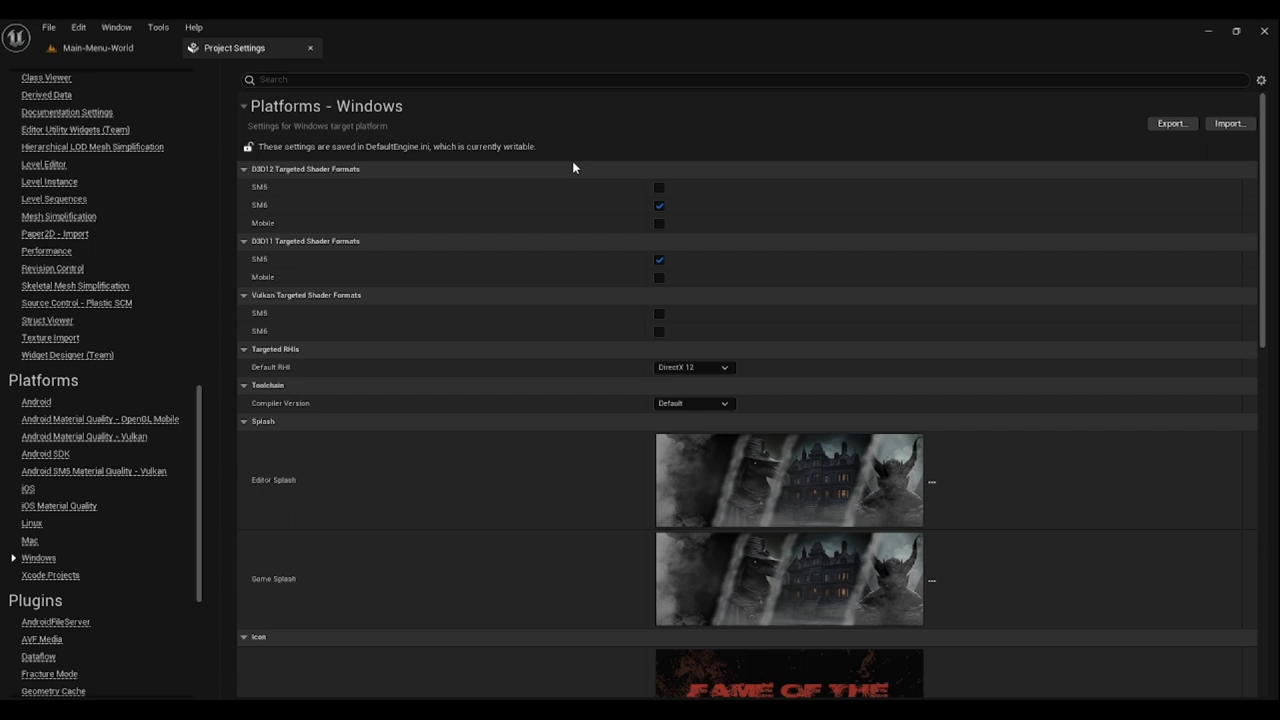 File Edit Window Tools Help
Main-Menu-World
Project Settings
Class Viewer
Derived Data
Documentation Settings
Editor Utility Widgets (Team)
Hierarchical LOD Mesh Simplification
Level Editor
Level Instance
Level Sequences
Mesh Simplification
Paper2D - Import
Performance
Revision Control
Skeletal Mesh Simplification
Source Control - Plastic SCM
Struct Viewer
Texture Import
Widget Designer (Team)
Platforms
Android
Android Material Quality - OpenGL Mobile
Android Material Quality - Vulkan
Android SDK
Android SM5 Material Quality - Vulkan
iOS
iOS Material Quality
Linux
Mac
Windows
Xcode Projects
Plugins
AndroidFileServer
AVF Media
Dataflow
Fracture Mode
Geometry Cache
Search
Platforms - Windows
Settings for Windows target platform
Export... Import...
These settings are saved in DefaultEngine.ini, which is currently writable.
D3D12 Targeted Shader Formats
SM5
SM6
Mobile
D3D11 Targeted Shader Formats
SM5
Mobile
Vulkan Targeted Shader Formats
SM5
SM6
Targeted RHIs
Default RHI DirectX 12
Toolchain
Compiler Version Default
Splash
Editor Splash
Game Splash
Icon
FAME OF THE